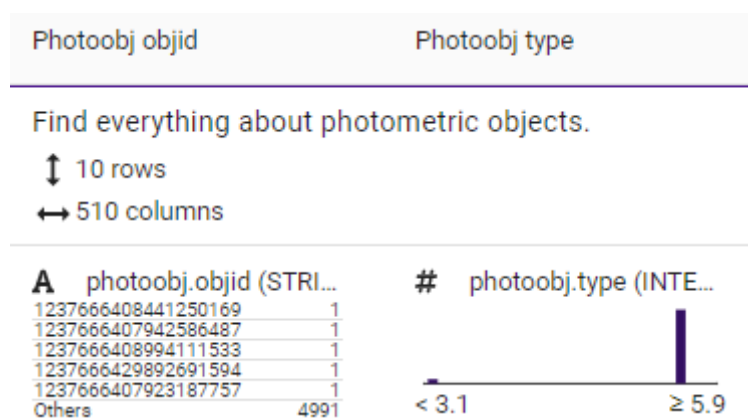 Photoobj objid Photoobj type
Find everything about photometric objects.
10 rows
510 columns
A photoobj.objid (STRI... # photoobj.type (INTE...
1237666408441250169 1
1237666407942586487 1
1237666408994111533 1
1237666429892691594 1
1237666407923187757 1
Others 4991
< 3.1 ≥ 5.9